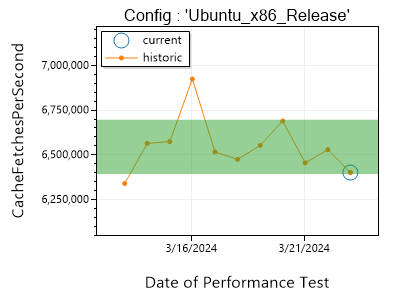 Config : 'Ubuntu_x86_Release'
current
historic
7,000,000
6,750,000
6,500,000
6,250,000
CacheFetchesPerSecond
3/16/2024
3/21/2024
Date of Performance Test